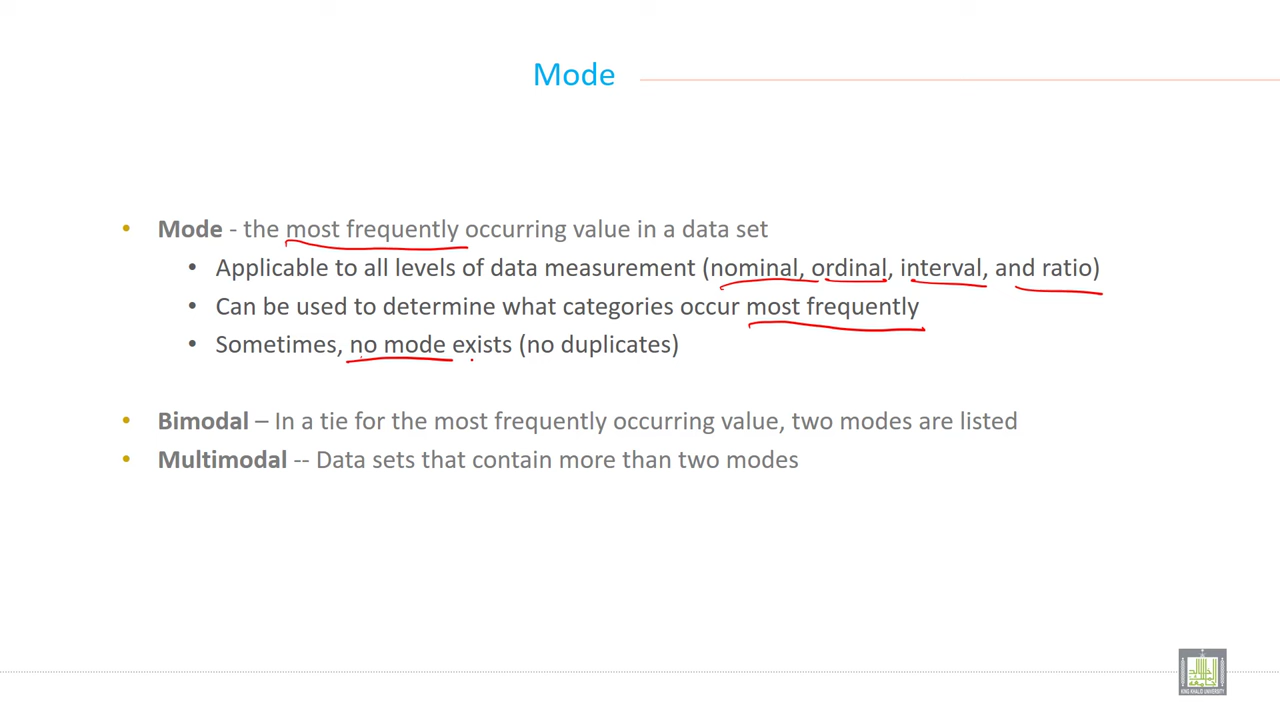 Mode
• Mode - the most frequently occurring value in a data set
• Applicable to all levels of data measurement (nominal, ordinal, interval, and ratio)
• Can be used to determine what categories occur most frequently
• Sometimes, no mode exists (no duplicates)
• Bimodal – In a tie for the most frequently occurring value, two modes are listed
• Multimodal -- Data sets that contain more than two modes
KING KHALID UNIVERSITY